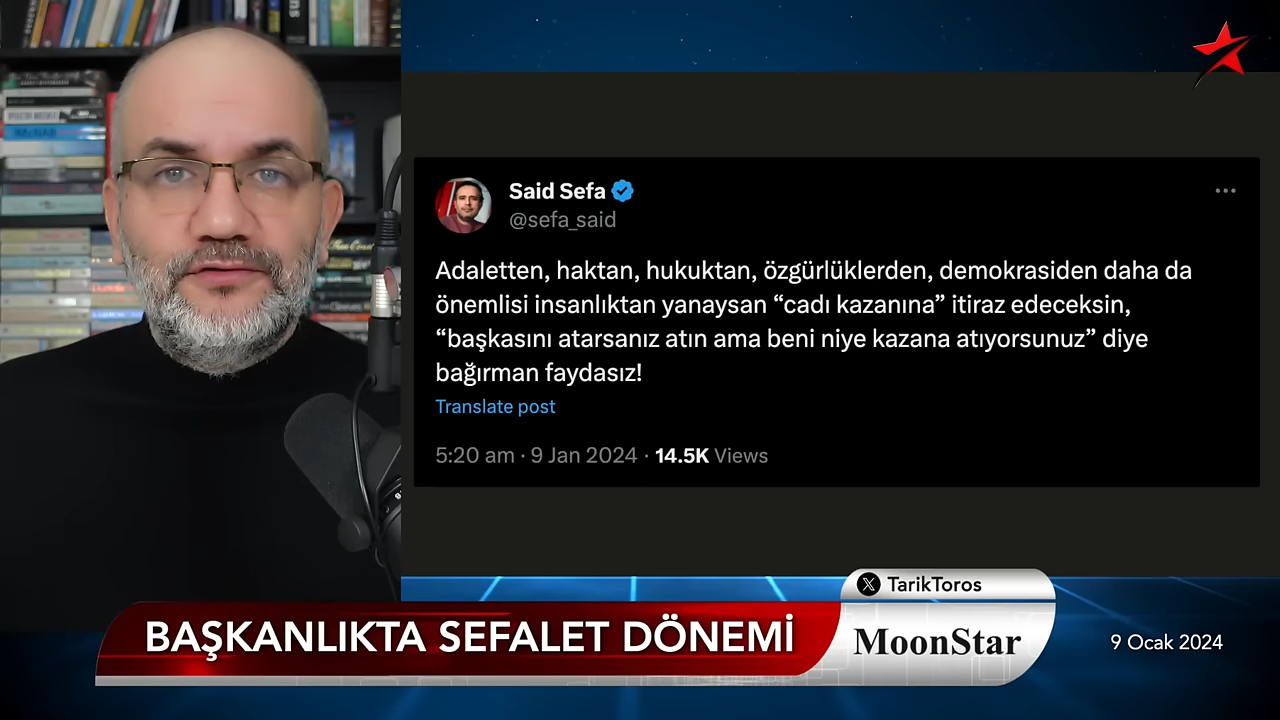 Said Sefa
@sefa_said
Adaletten, haktan, hukuktan, özgürlüklerden, demokrasiden daha da
önemlisi insanlıktan yanaysan “cadı kazanına” itiraz edeceksin,
“başkasını atarsanız atın ama beni niye kazana atıyorsunuz” diye
bağırman faydasız!
Translate post
5:20 am · 9 Jan 2024 · 14.5K Views
TarikToros
BAŞKANLIKTA SEFALET DÖNEMİ
MoonStar
9 Ocak 2024